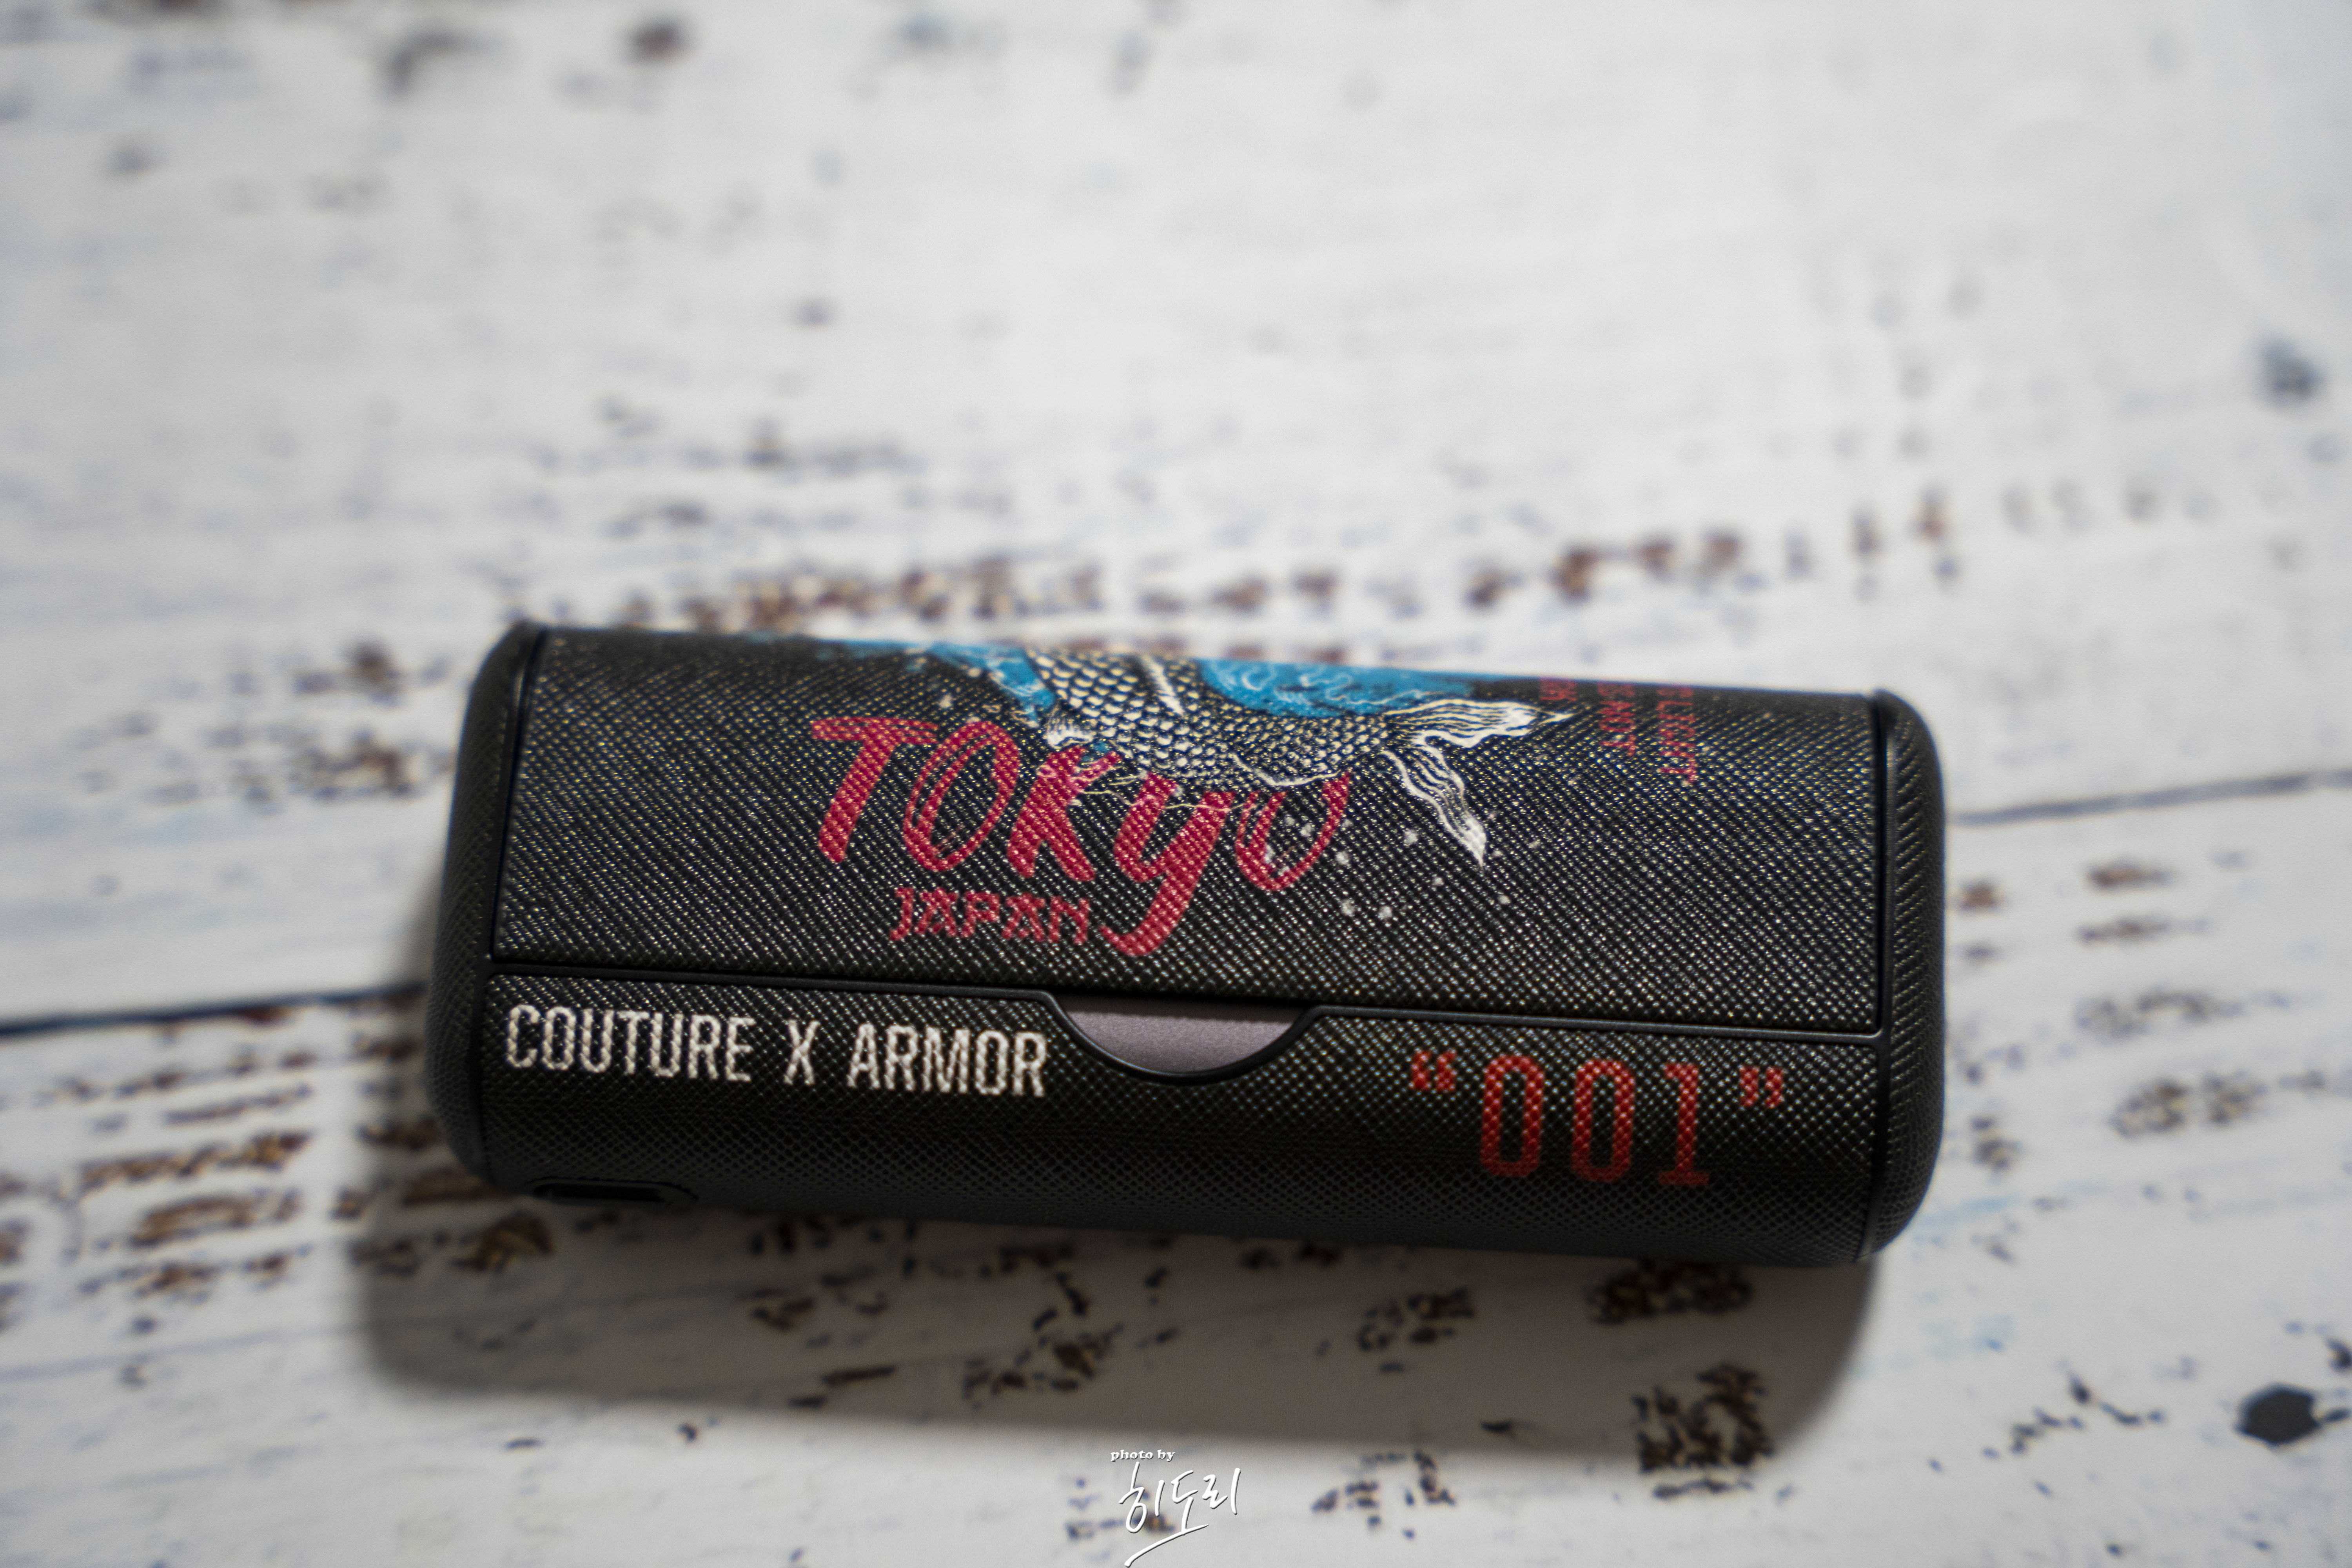 TOKYO
JAPAN
COUTURE X ARMOR
“001”
photo by
히도리